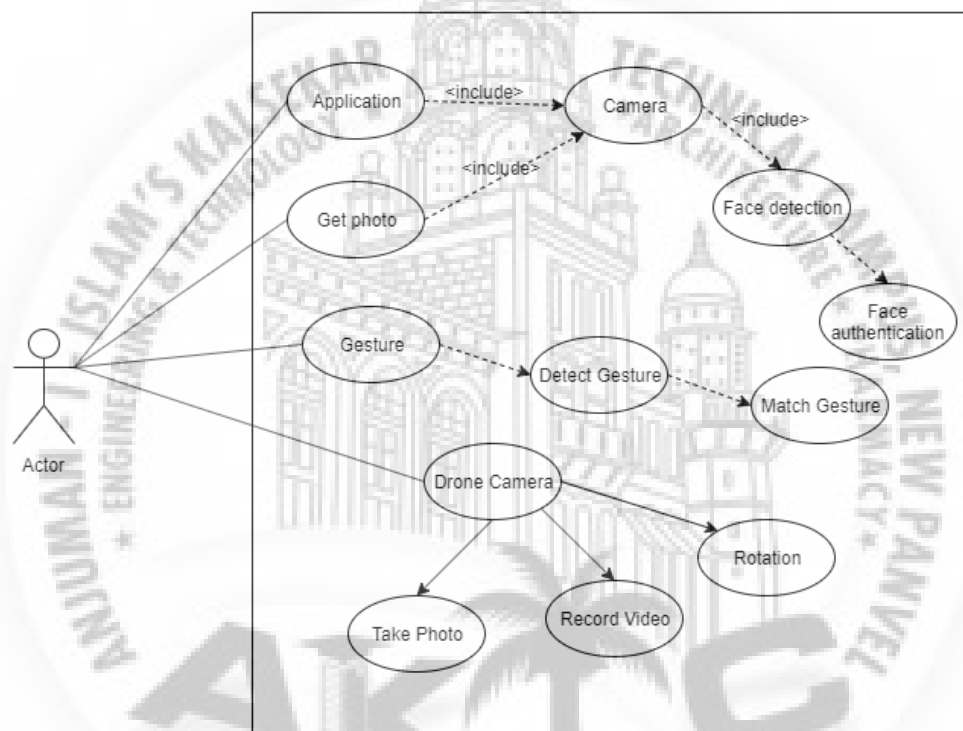 Application
<include>
Camera
<include>
<include>
Get photo
Face detection
Face
authentication
Gesture
Detect Gesture
Match Gesture
Actor
Drone Camera
Rotation
Take Photo
Record Video
AKTC